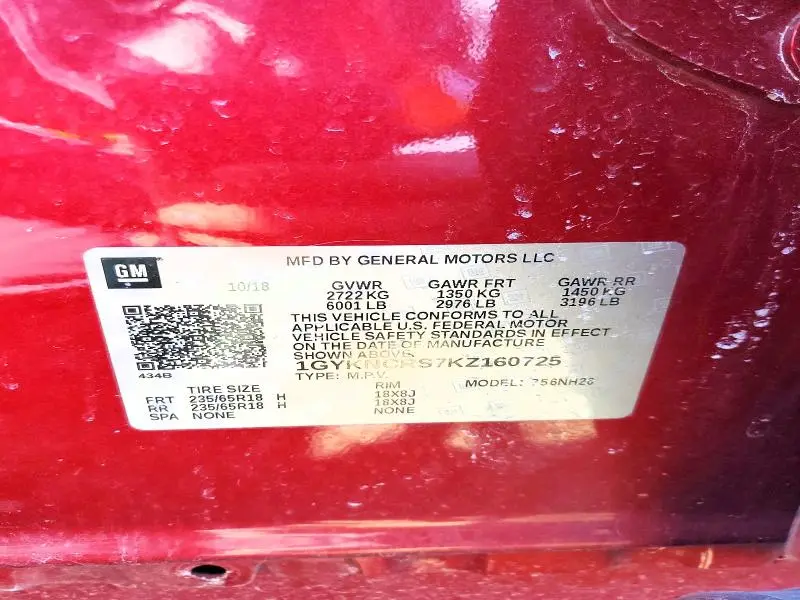 GM
MFD BY GENERAL MOTORS LLC
10/18 GVWR GAWR FRT GAWR RR
2722 KG 1350 KG 1450 KG
6001 LB 2976 LB 3196 LB
THIS VEHICLE CONFORMS TO ALL
APPLICABLE U.S. FEDERAL MOTOR
VEHICLE SAFETY STANDARDS IN EFFECT
ON THE DATE OF MANUFACTURE
SHOWN ABOVE.
1GYKNCRS7KZ160725
434B TYPE: M.P.V. MODEL:
TIRE SIZE RIM
FRT 235/65R18 H 18X8J
RR 235/65R18 H 18X8J
SPA NONE NONE